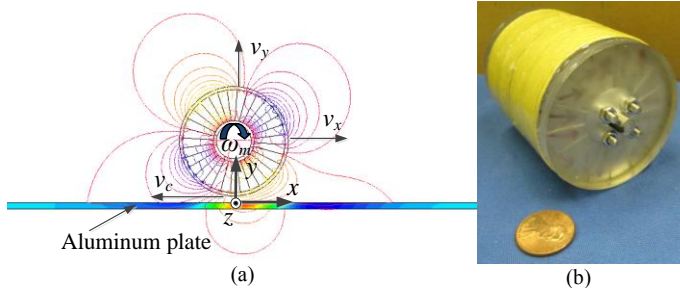 v_y
v_x
ω_m
y
v_c
x
z
Aluminum plate
(a)
(b)